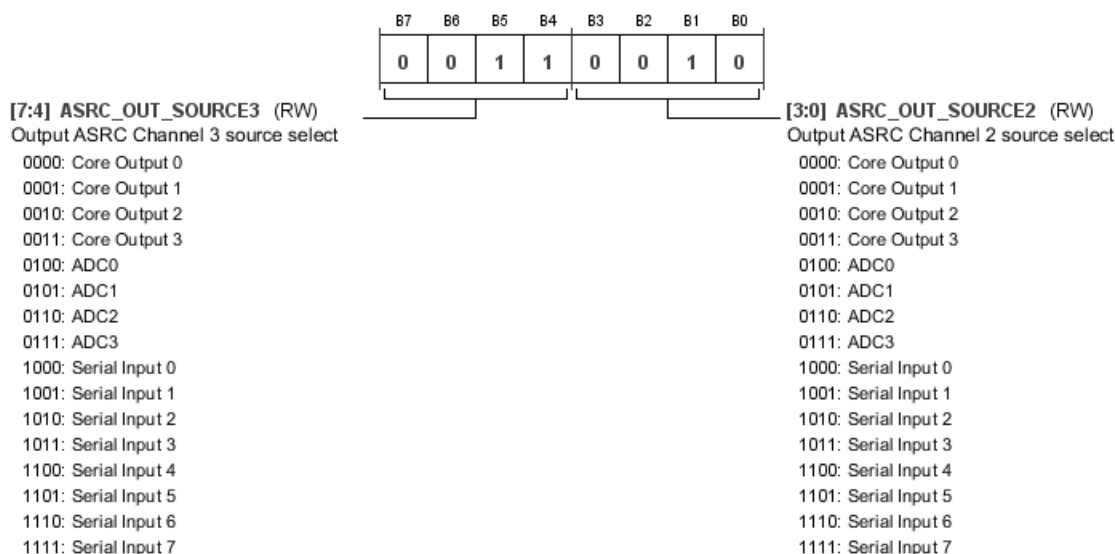 B7 B6 B5 B4 B3 B2 B1 B0
0 0 1 1 0 0 1 0
[7:4] ASRC_OUT_SOURCE3 (RW)
Output ASRC Channel 3 source select
0000: Core Output 0
0001: Core Output 1
0010: Core Output 2
0011: Core Output 3
0100: ADC0
0101: ADC1
0110: ADC2
0111: ADC3
1000: Serial Input 0
1001: Serial Input 1
1010: Serial Input 2
1011: Serial Input 3
1100: Serial Input 4
1101: Serial Input 5
1110: Serial Input 6
1111: Serial Input 7
[3:0] ASRC_OUT_SOURCE2 (RW)
Output ASRC Channel 2 source select
0000: Core Output 0
0001: Core Output 1
0010: Core Output 2
0011: Core Output 3
0100: ADC0
0101: ADC1
0110: ADC2
0111: ADC3
1000: Serial Input 0
1001: Serial Input 1
1010: Serial Input 2
1011: Serial Input 3
1100: Serial Input 4
1101: Serial Input 5
1110: Serial Input 6
1111: Serial Input 7